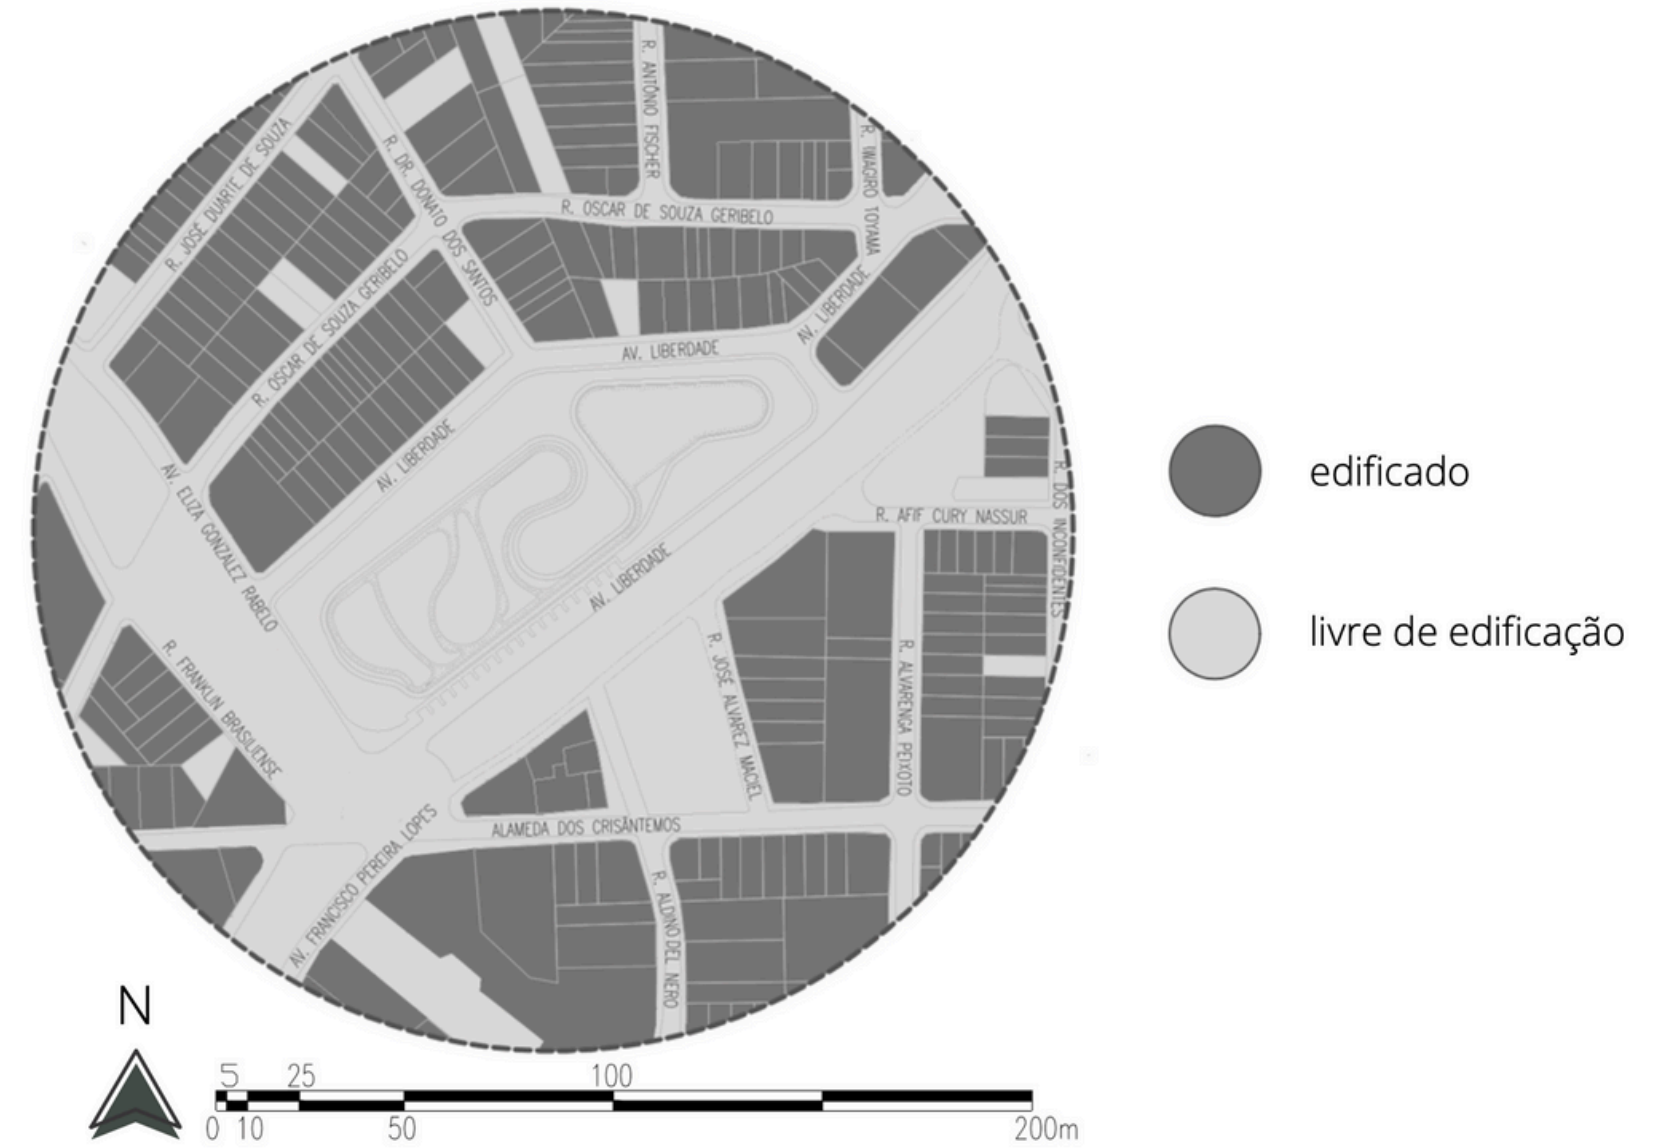 R. ANTÔNIO FISCHER
R. IWAGIRO TOYAMA
R. JOSÉ DUARTE DE SOUZA
R. DR. DONATO DOS SANTOS
R. OSCAR DE SOUZA GERIBELO
R. OSCAR DE SOUZA GERIBELO
AV. LIBERDADE
AV. LIBERDADE
AV. LIBERDADE
AV. LIBERDADE
AV. ELIZA GONZALEZ RABELO
R. AFIF CURY NASSUR
R. DOS INCONFIDENTES
R. FRANKLIN BRASILIENSE
R. JOSÉ ALVAREZ MACIEL
R. ALVARENGA PEIXOTO
ALAMEDA DOS CRISÂNTEMOS
AV. FRANCISCO PEREIRA LOPES
R. ALDINO DEL NERO
edificado
livre de edificação
N
5 25 100
0 10 50 200m